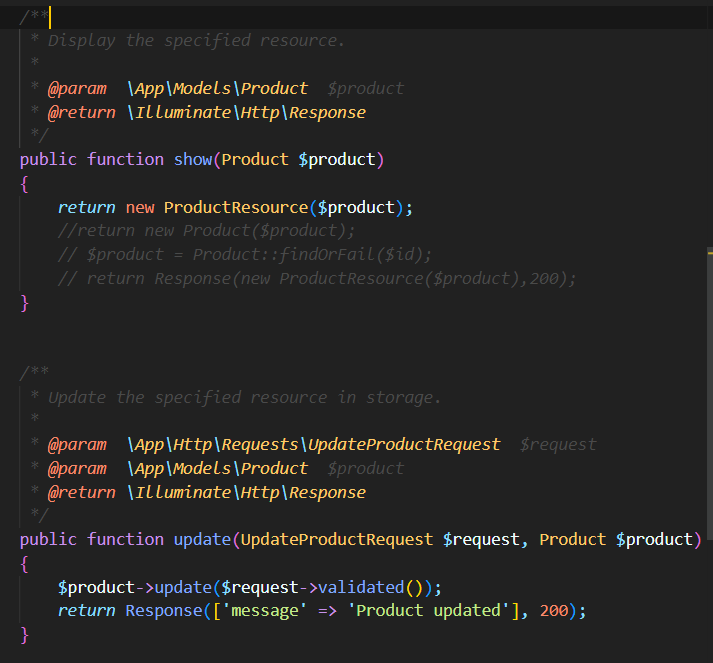 /**
 * Display the specified resource.
 *
 * @param  \App\Models\Product  $product
 * @return \Illuminate\Http\Response
 */
public function show(Product $product)
{
    return new ProductResource($product);
    //return new Product($product);
    // $product = Product::findOrFail($id);
    // return Response(new ProductResource($product),200);
}
/**
 * Update the specified resource in storage.
 *
 * @param  \App\Http\Requests\UpdateProductRequest  $request
 * @param  \App\Models\Product  $product
 * @return \Illuminate\Http\Response
 */
public function update(UpdateProductRequest $request, Product $product)
{
    $product->update($request->validated());
    return Response(['message' => 'Product updated'], 200);
}